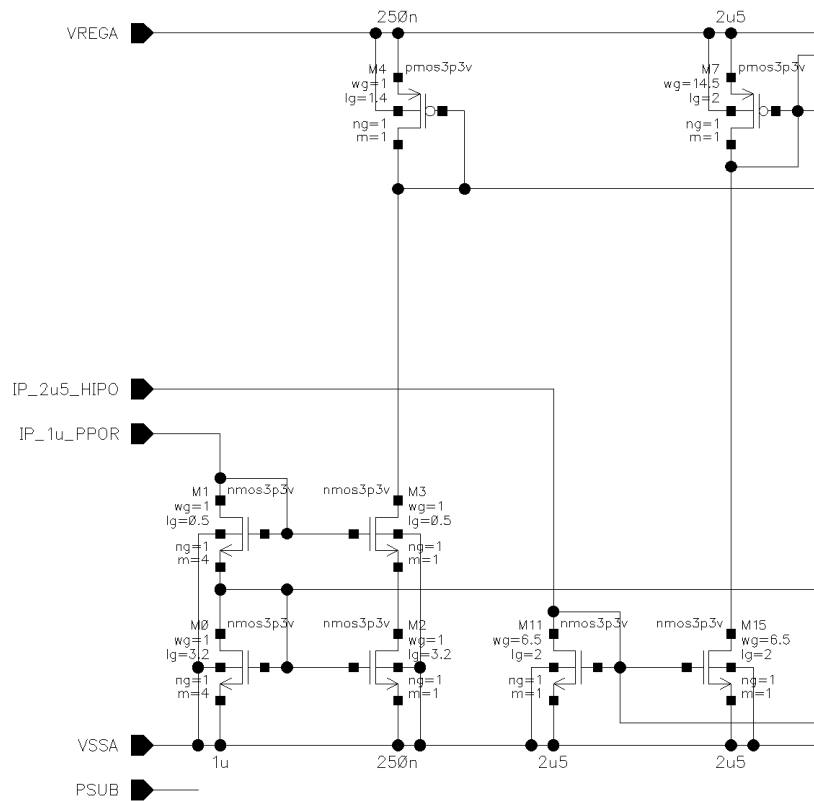 250n
2u5
VREGA
M4
pmos3p3v
wg=1
lg=1.4
ng=1
m=1
M7
pmos3p3v
wg=14.5
lg=2
ng=1
m=1
IP_2u5_HIPO
IP_1u_PPOR
M1
nmos3p3v
wg=1
lg=0.5
ng=1
m=4
nmos3p3v
M3
wg=1
lg=0.5
ng=1
m=1
M0
nmos3p3v
wg=1
lg=3.2
ng=1
m=4
nmos3p3v
M2
wg=1
lg=3.2
ng=1
m=1
M11
nmos3p3v
wg=6.5
lg=2
ng=1
m=1
nmos3p3v
M15
wg=6.5
lg=2
ng=1
m=1
VSSA
1u
250n
2u5
2u5
PSUB